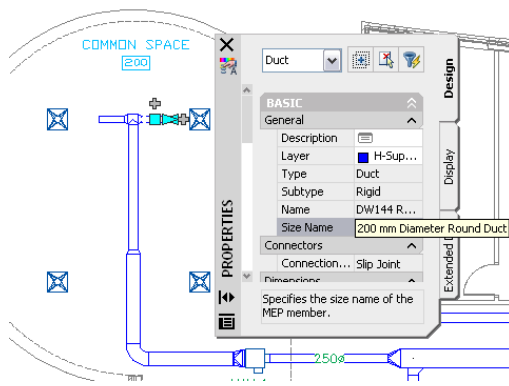 COMMON SPACE
200
Duct
BASIC
General
Description
Layer H-Sup...
Type Duct
Subtype Rigid
Name DW144 R...
Size Name 200 mm Diameter Round Duct
Connectors
Connection... Slip Joint
Specifies the size name of the
MEP member.
PROPERTIES
Design
Display
Extended
250ø